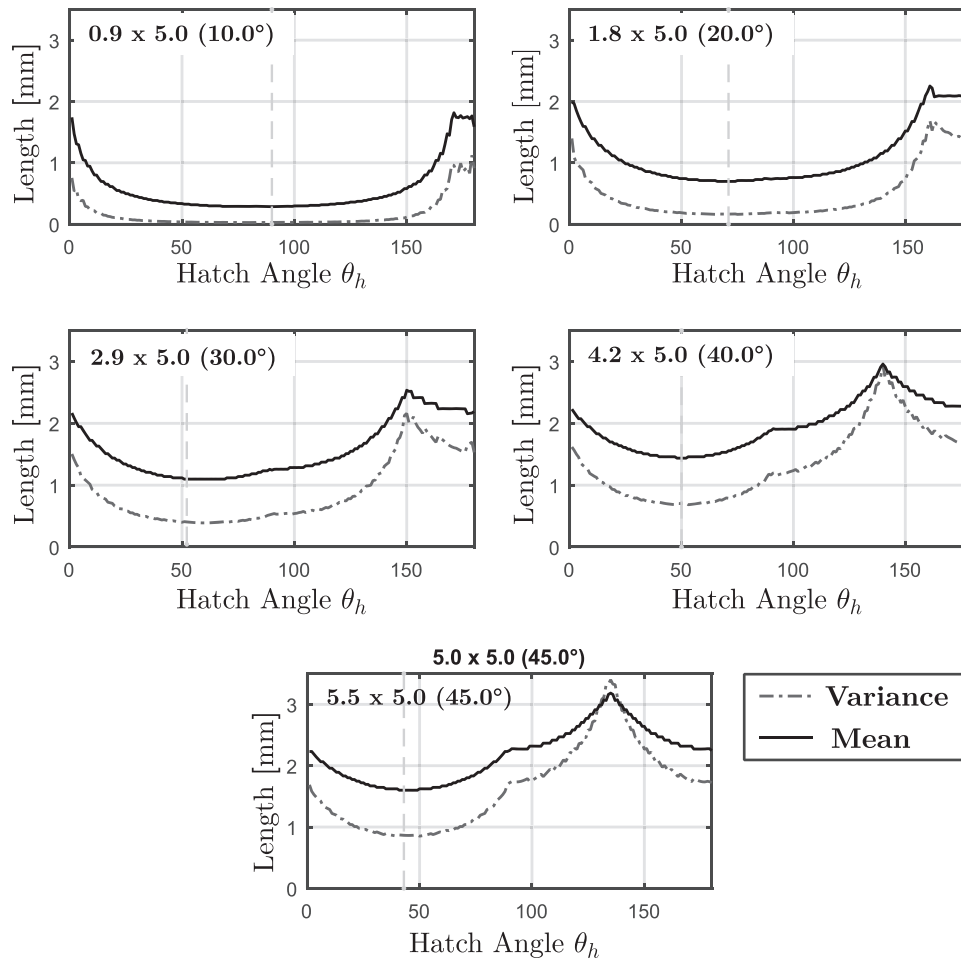 0.9 x 5.0 (10.0°)
Length [mm]
3
2
1
0
0 50 100 150
Hatch Angle θh
1.8 x 5.0 (20.0°)
Length [mm]
3
2
1
0
0 50 100 150
Hatch Angle θh
2.9 x 5.0 (30.0°)
Length [mm]
3
2
1
0
0 50 100 150
Hatch Angle θh
4.2 x 5.0 (40.0°)
Length [mm]
3
2
1
0
0 50 100 150
Hatch Angle θh
5.0 x 5.0 (45.0°)
5.5 x 5.0 (45.0°)
Length [mm]
3
2
1
0
0 50 100 150
Hatch Angle θh
Variance
Mean